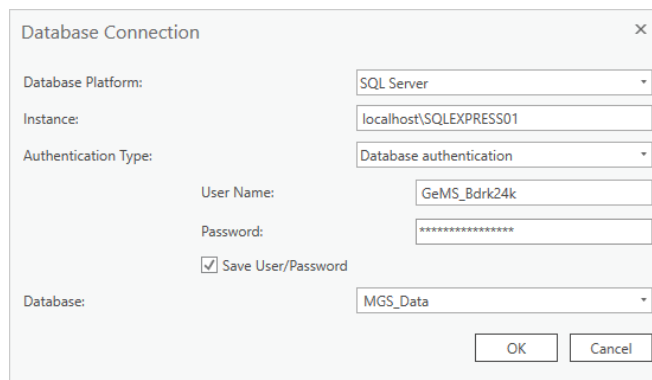 Database Connection
Database Platform: SQL Server
Instance: localhost\SQLEXPRESS01
Authentication Type: Database authentication
User Name: GeMS_Bdrk24k
Password: ****************
Save User/Password
Database: MGS_Data
OK Cancel